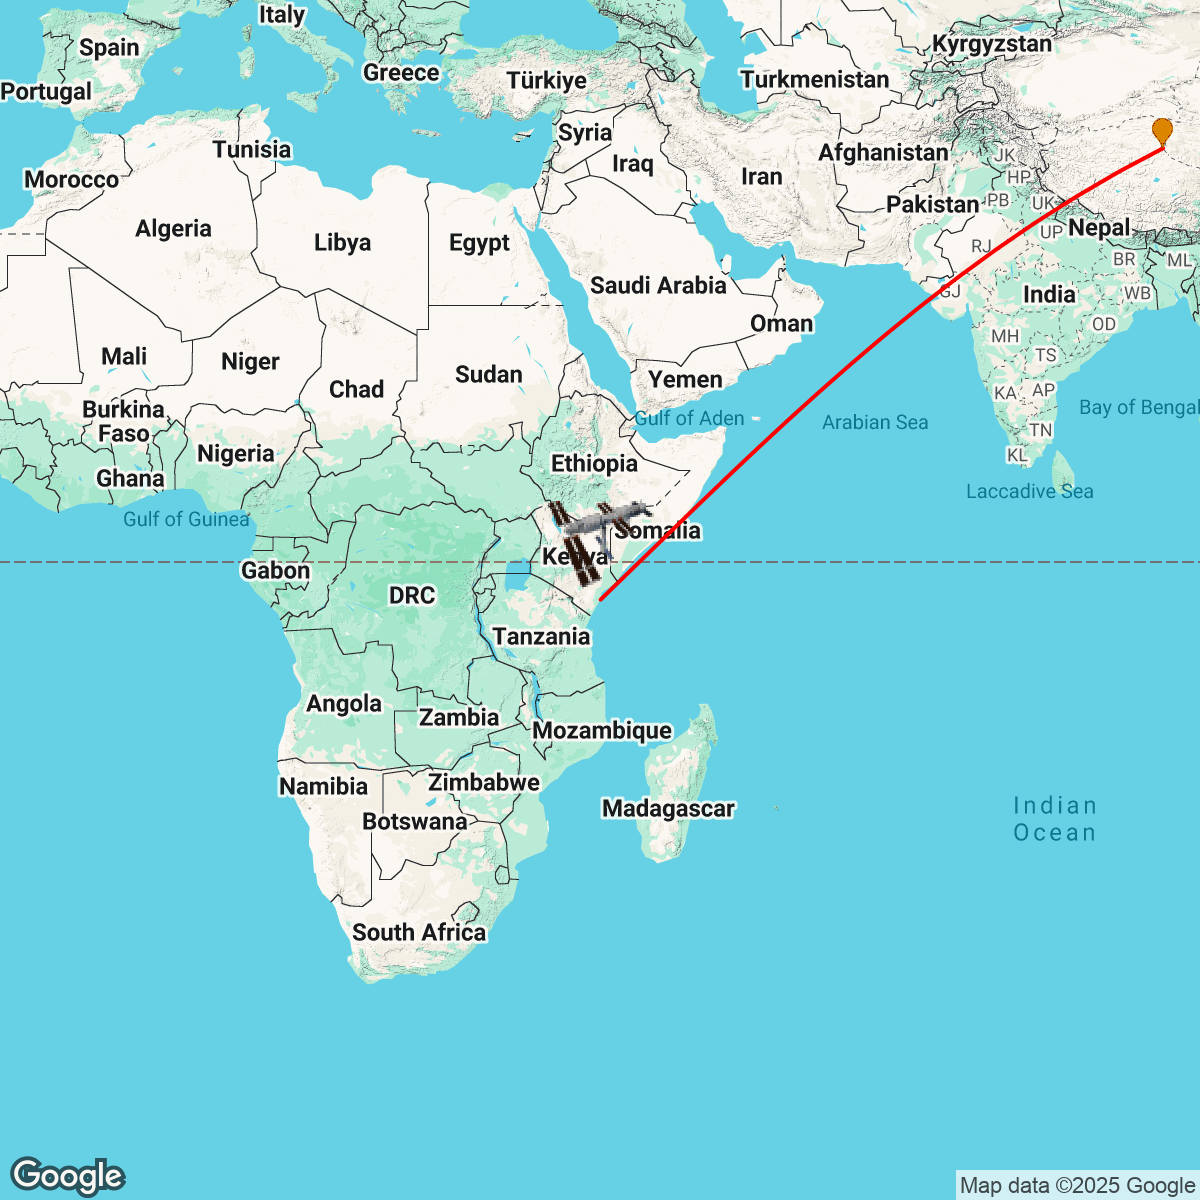 Italy
Spain
Kyrgyzstan
Greece
Türkiye
Turkmenistan
Portugal
Syria
Tunisia
Iraq
Afghanistan
JK
Morocco
Iran
HP
Pakistan
PB
UK
Algeria
Libya
Egypt
UP
Nepal
RJ
BR
ML
Saudi Arabia
GJ
India
WB
Oman
OD
MH
Mali
Niger
TS
Chad
Sudan
Yemen
KA
AP
Burkina
Faso
Gulf of Aden
Arabian Sea
Bay of Bengal
TN
Nigeria
KL
Ghana
Ethiopia
Laccadive Sea
Gulf of Guinea
Somalia
Kenya
Gabon
DRC
Tanzania
Angola
Zambia
Mozambique
Namibia
Zimbabwe
Madagascar
Botswana
Indian
Ocean
South Africa
Google
Map data ©2025 Google